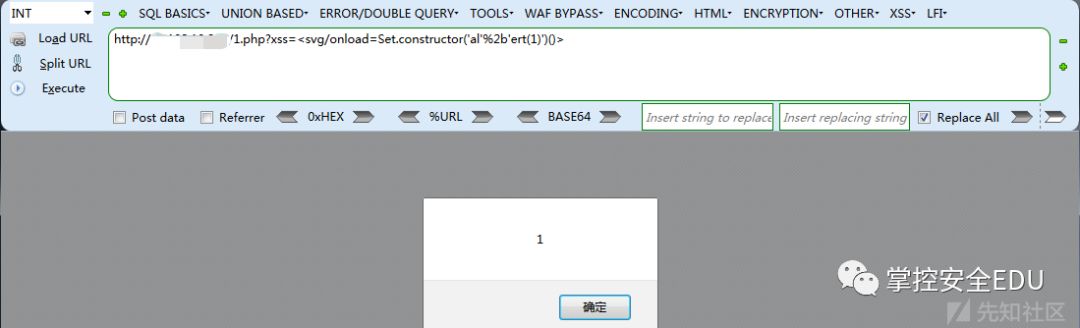 INT SQL BASICS UNION BASED ERROR/DOUBLE QUERY TOOLS WAF BYPASS ENCODING HTML ENCRYPTION OTHER XSS LFI
Load URL
http:// /1.php?xss=<svg/onload=Set.constructor('al'%2b'ert(1)')()>
Split URL
Execute
Post data Referrer 0xHEX %URL BASE64 Insert string to replace Insert replacing string Replace All
1
确定
掌控安全EDU
先知社区